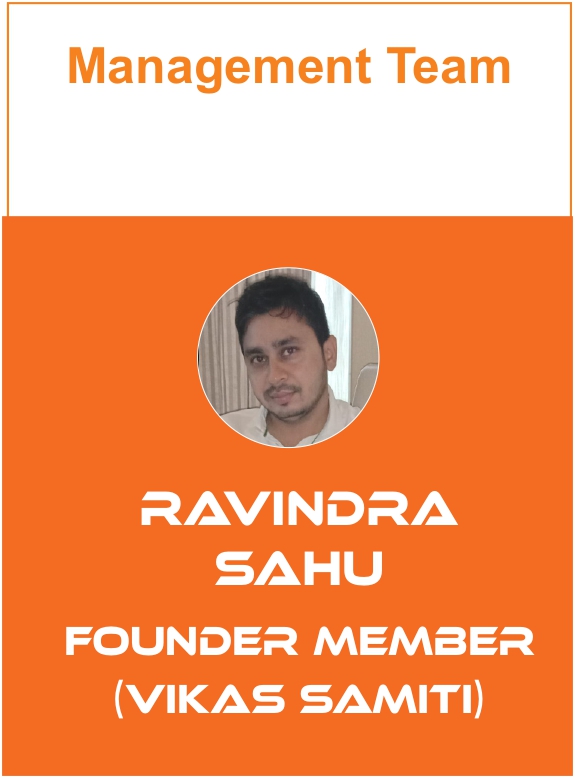 Management Team
RAVINDRA
SAHU
FOUNDER MEMBER
(VIKAS SAMITI)